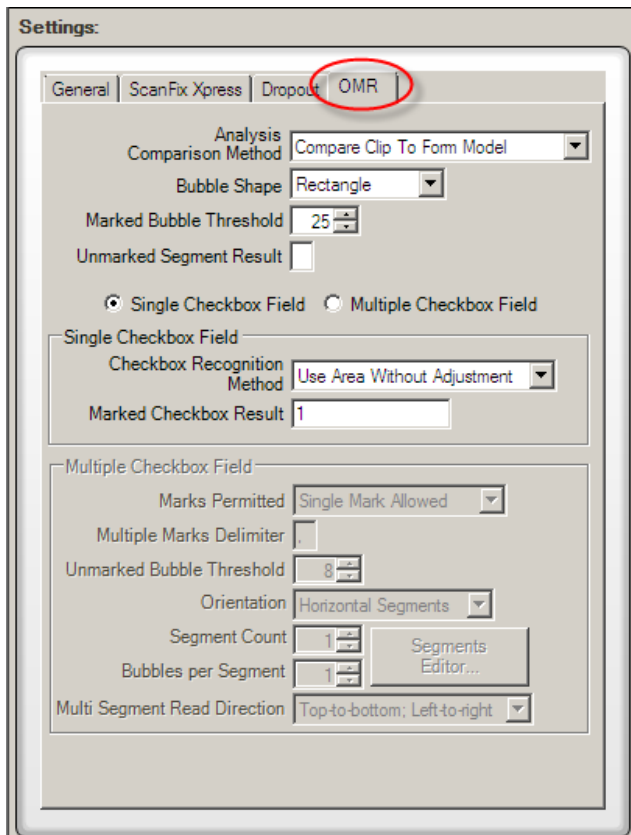 Settings:
General ScanFix Xpress Dropout OMR
Analysis
Comparison Method Compare Clip To Form Model
Bubble Shape Rectangle
Marked Bubble Threshold 25
Unmarked Segment Result
Single Checkbox Field Multiple Checkbox Field
Single Checkbox Field
Checkbox Recognition
Method Use Area Without Adjustment
Marked Checkbox Result 1
Multiple Checkbox Field
Marks Permitted Single Mark Allowed
Multiple Marks Delimiter ,
Unmarked Bubble Threshold 8
Orientation Horizontal Segments
Segment Count 1 Segments
Editor...
Bubbles per Segment 1
Multi Segment Read Direction Top-to-bottom; Left-to-right